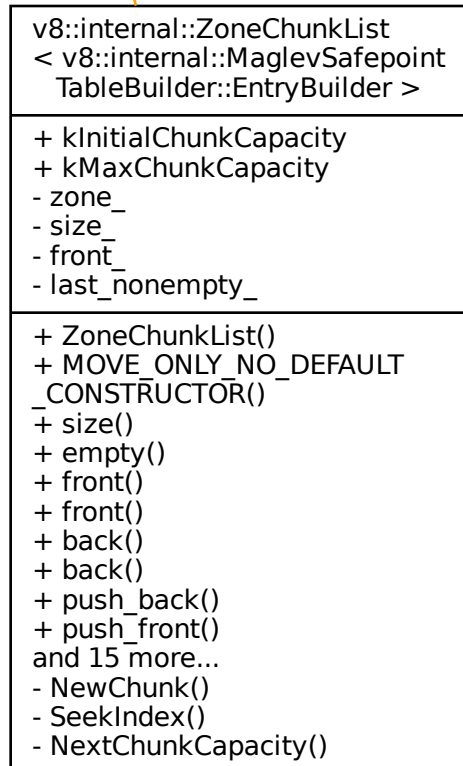 v8::internal::ZoneChunkList
< v8::internal::MaglevSafepoint
TableBuilder::EntryBuilder >
+ kInitialChunkCapacity
+ kMaxChunkCapacity
- zone_
- size_
- front_
- last_nonempty_
+ ZoneChunkList()
+ MOVE_ONLY_NO_DEFAULT
_CONSTRUCTOR()
+ size()
+ empty()
+ front()
+ front()
+ back()
+ back()
+ push_back()
+ push_front()
and 15 more...
- NewChunk()
- SeekIndex()
- NextChunkCapacity()